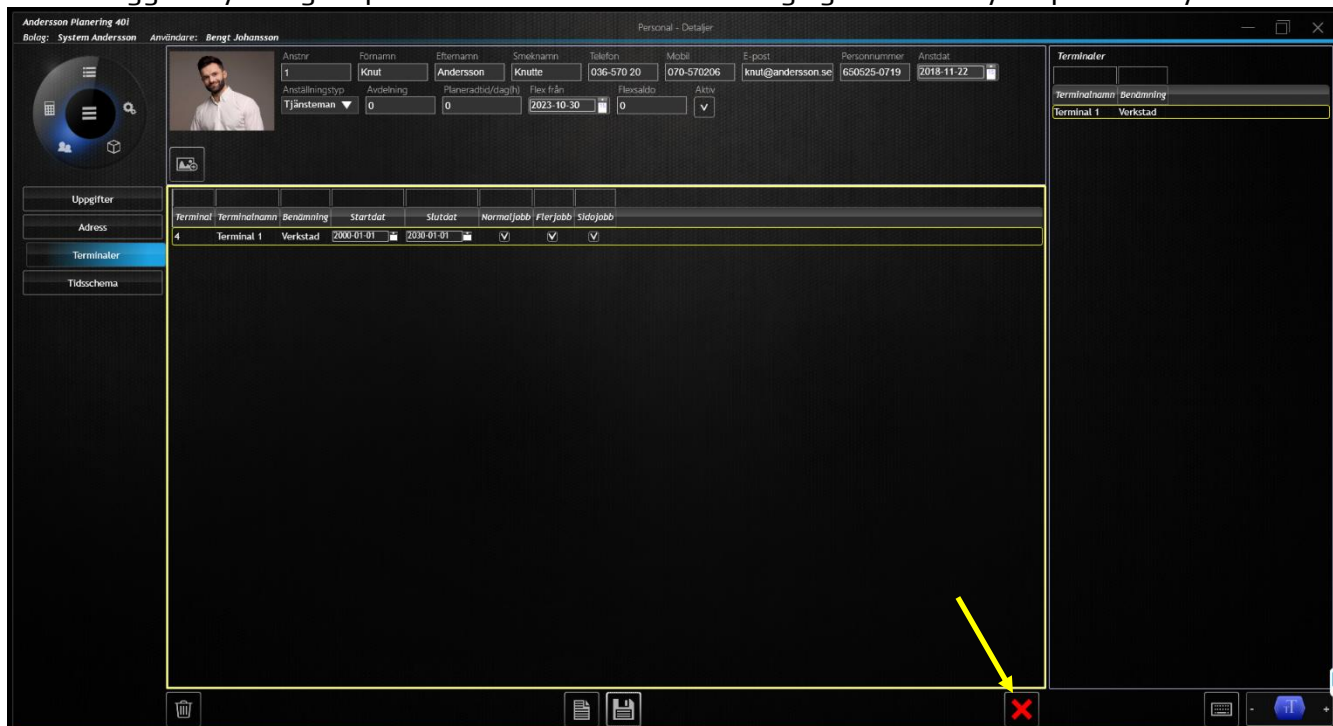 Andersson Planering 40i
Bolag: System Andersson Användare: Bengt Johansson
Personal - Detaljer
Anstnr Förnamn Efternamn Smeknamn Telefon Mobil E-post Personnummer Anstdat
1 Knut Andersson Knutte 036-570 20 070-570206 knut@andersson.se 650525-0719 2018-11-22
Anställningstyp Avdelning Planeradtid/dag(h) Flex från Flexsaldo Aktiv
Tjänsteman 0 0 2023-10-30 0
Uppgifter
Adress
Terminaler
Tidsschema
Terminal Terminalnamn Benämning Startdat Slutdat Normaljobb Flerjobb Sidojobb
4 Terminal 1 Verkstad 2000-01-01 2030-01-01
Terminaler
Terminalnamn Benämning
Terminal 1 Verkstad
- T +